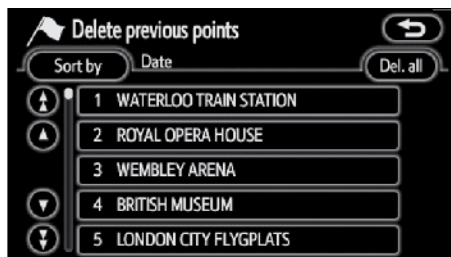 Delete previous points
Sort by Date Del. all
1 WATERLOO TRAIN STATION
2 ROYAL OPERA HOUSE
3 WEMBLEY ARENA
4 BRITISH MUSEUM
5 LONDON CITY FLYGPLATS